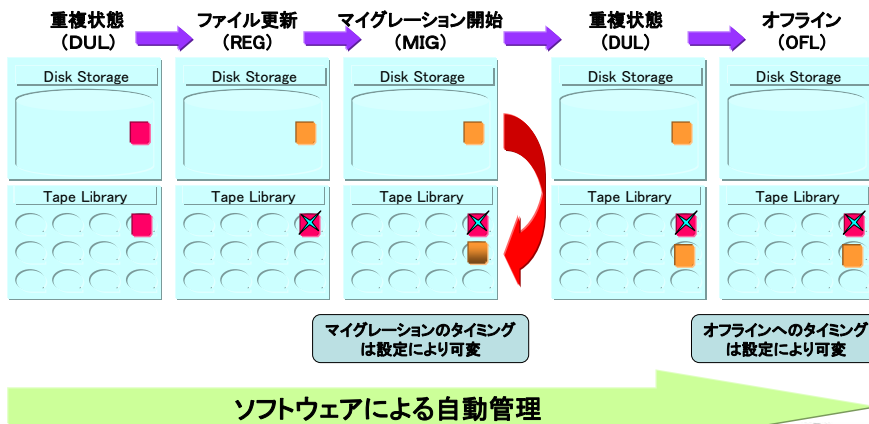 重複状態
(DUL)
ファイル更新
(REG)
マイグレーション開始
(MIG)
重複状態
(DUL)
オフライン
(OFL)
Disk Storage
Disk Storage
Disk Storage
Disk Storage
Disk Storage
Tape Library
Tape Library
Tape Library
Tape Library
Tape Library
マイグレーションのタイミング
は設定により可変
オフラインへのタイミング
は設定により可変
ソフトウェアによる自動管理